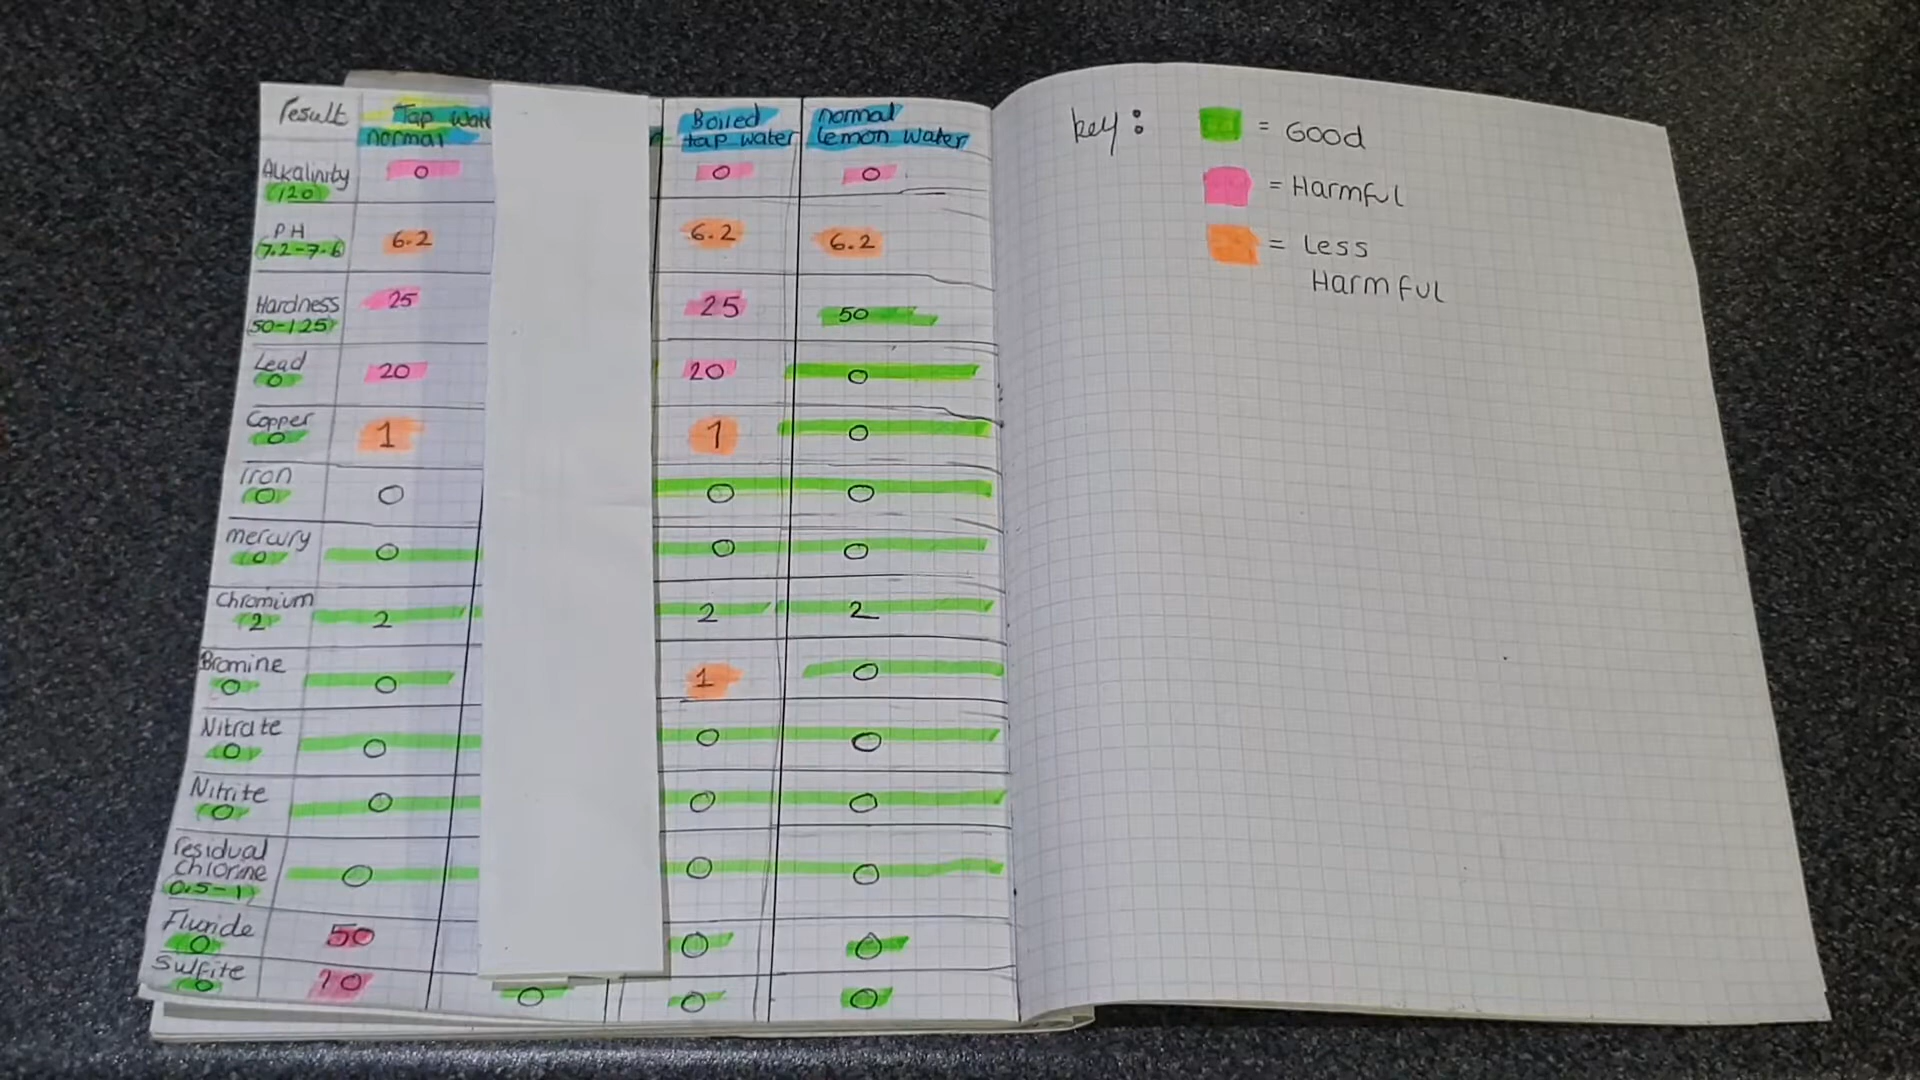 result Tap Wate Boiled normal
normal tap water lemon water
Alkalinity 0 0 0
120
PH 6.2 6.2 6.2
7.2-7.6
Hardness 25 25 50
50-125
Lead 20 20 0
0
Copper 1 1 0
0
iron 0 0 0
0
mercury 0 0 0
0
Chromium 2 2 2
2
Bromine 0 1 0
0
Nitrate 0 0 0
0
Nitrite 0 0 0
0
residual
Chlorine 0 0 0
0.5-1
Fluride 50 0 0
0
Sulfite 10 0 0 0
0
key:
= GOOD
= Harmful
= Less
Harmful